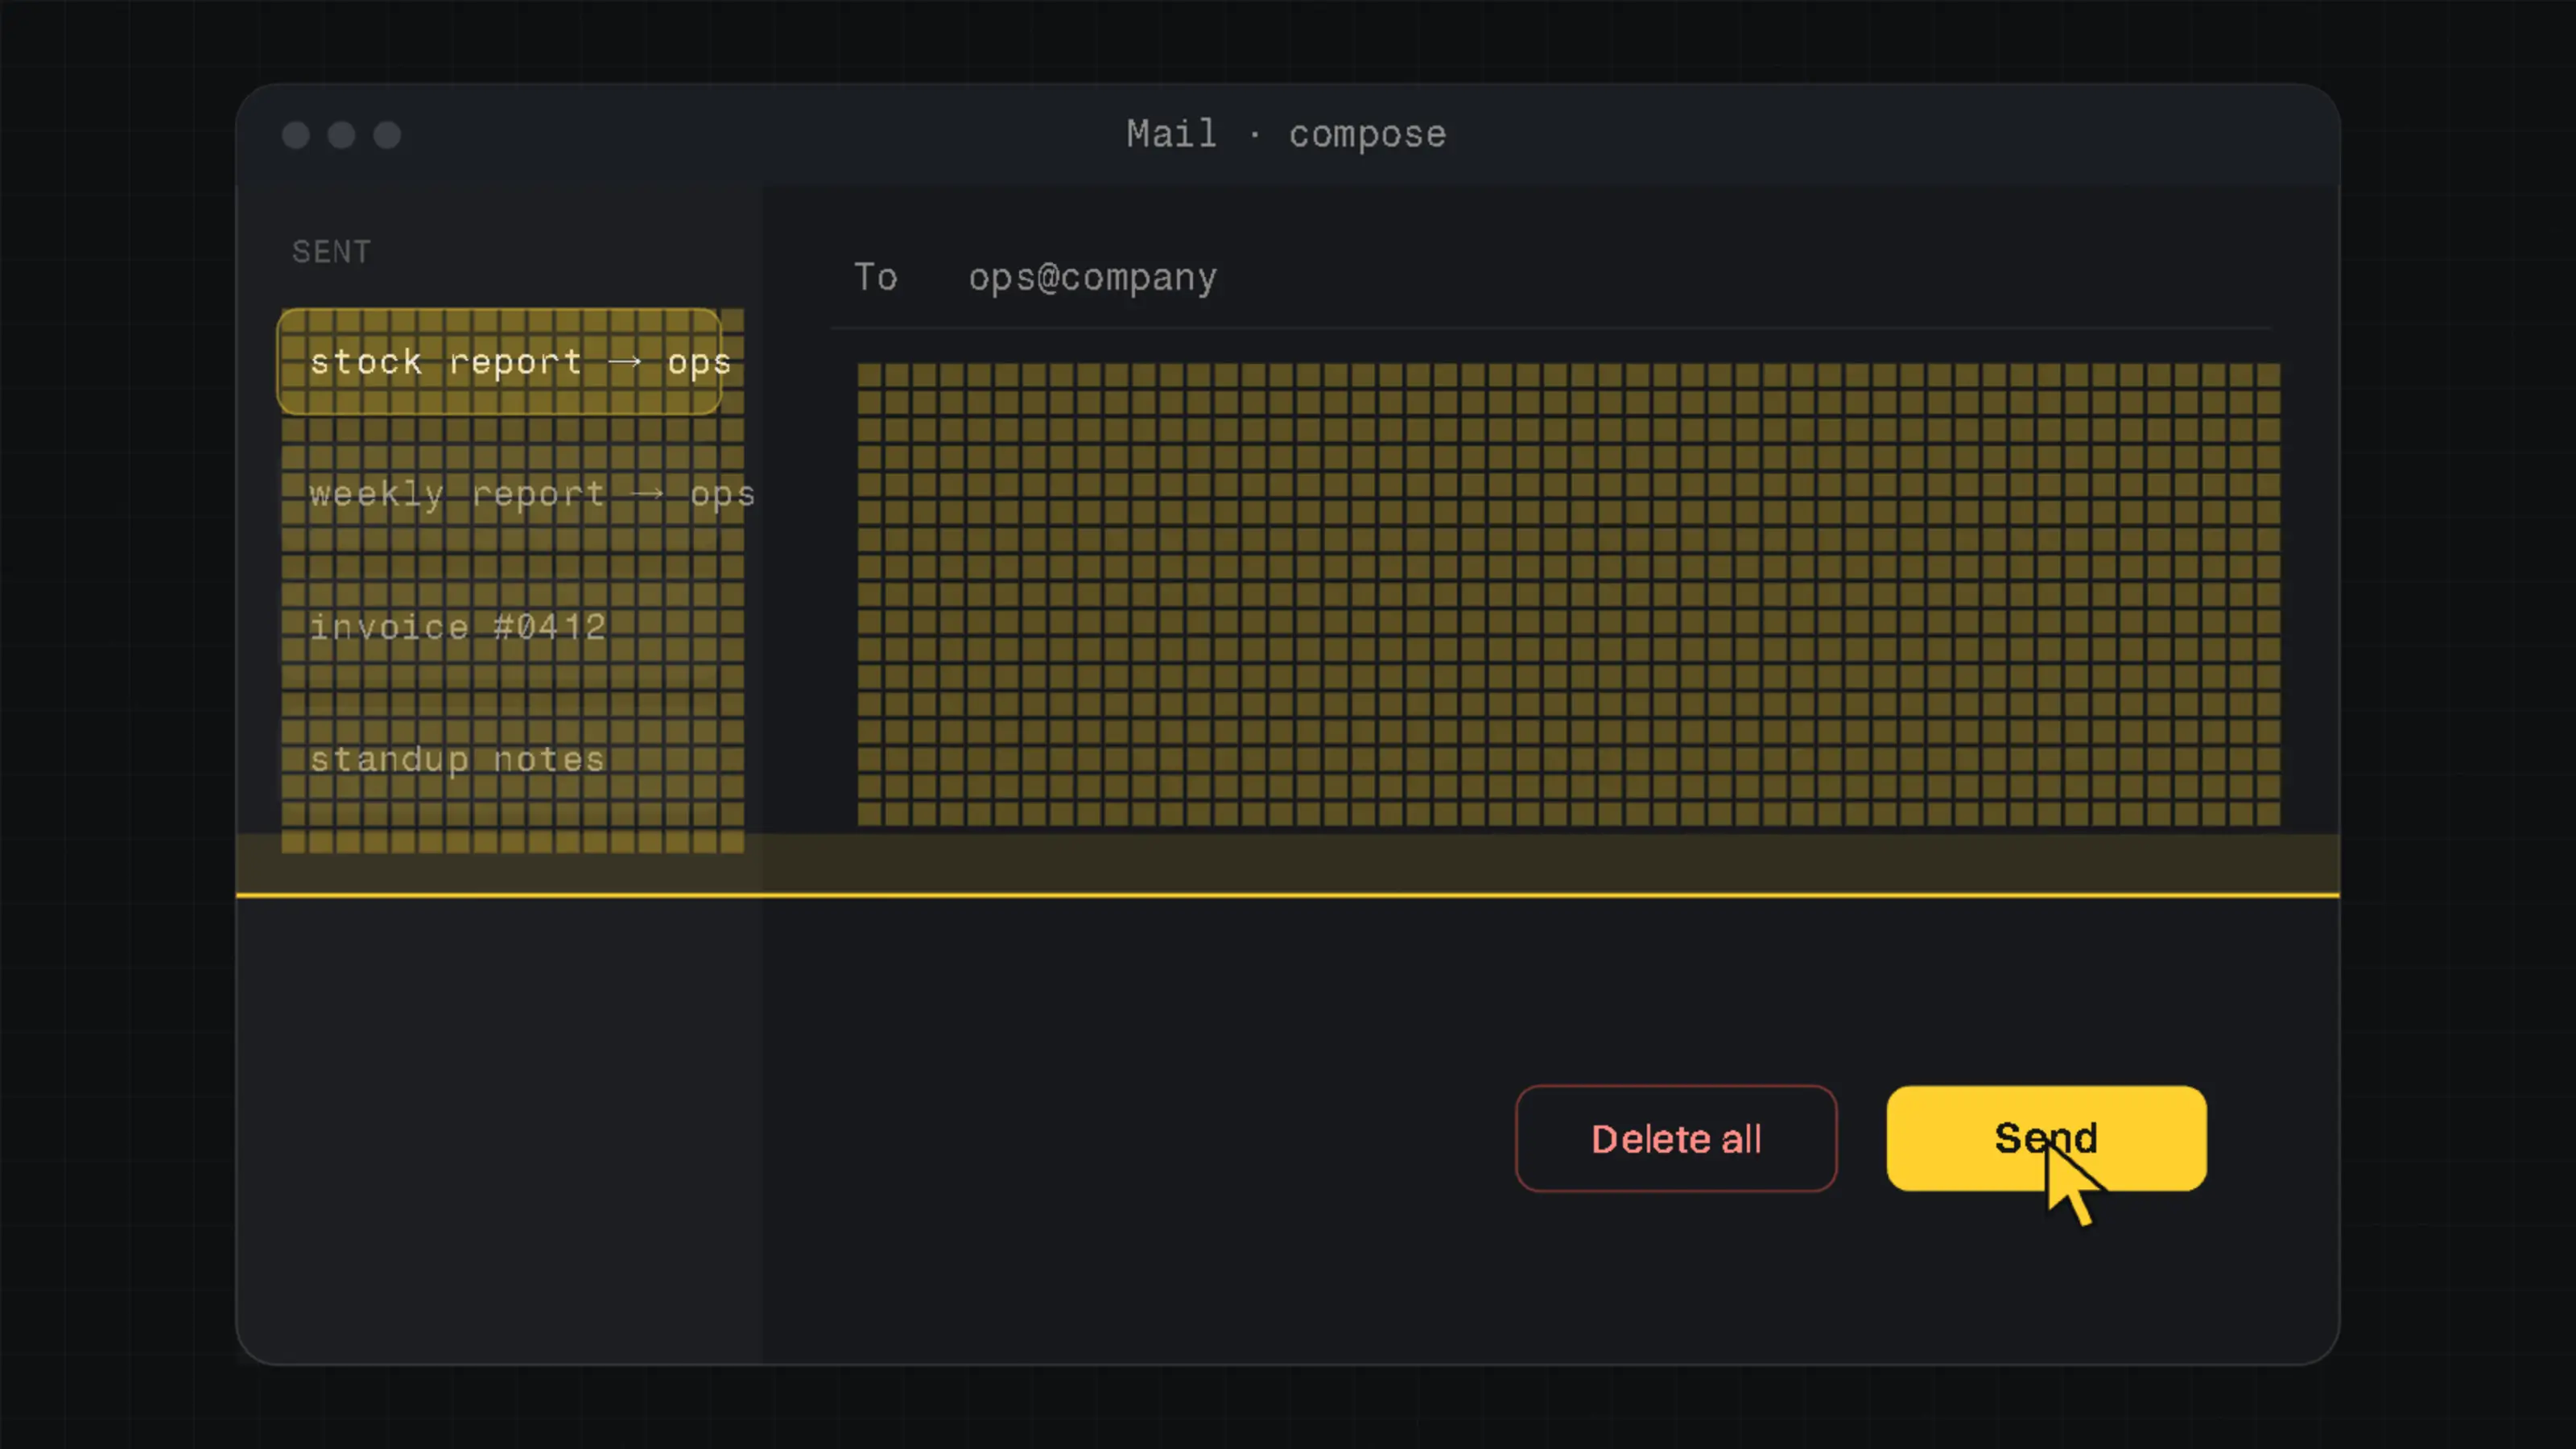 Mail · compose
SENT
stock report → ops
weekly report → ops
invoice #0412
standup notes
To ops@company
Delete all
Send